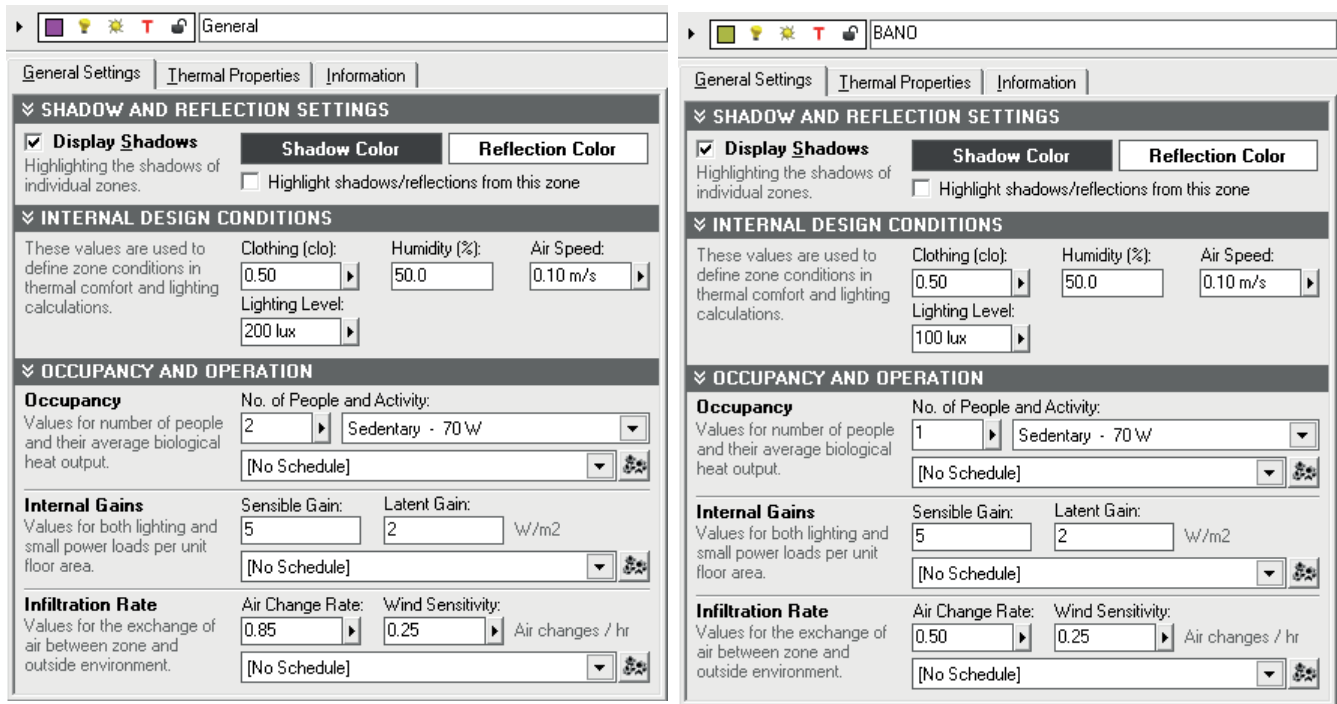 General
General Settings
Thermal Properties
Information
SHADOW AND REFLECTION SETTINGS
Display Shadows
Highlighting the shadows of
individual zones.
Shadow Color
Reflection Color
Highlight shadows/reflections from this zone
INTERNAL DESIGN CONDITIONS
These values are used to
define zone conditions in
thermal comfort and lighting
calculations.
Clothing (clo):
Humidity (%):
Air Speed:
0.50
50.0
0.10 m/s
Lighting Level:
200 lux
OCCUPANCY AND OPERATION
Occupancy
Values for number of people
and their average biological
heat output.
No. of People and Activity:
2
Sedentary - 70 W
[No Schedule]
Internal Gains
Values for both lighting and
small power loads per unit
floor area.
Sensible Gain:
Latent Gain:
5
2
W/m2
[No Schedule]
Infiltration Rate
Values for the exchange of
air between zone and
outside environment.
Air Change Rate:
Wind Sensitivity:
0.85
0.25
Air changes / hr
[No Schedule]
BANO
General Settings
Thermal Properties
Information
SHADOW AND REFLECTION SETTINGS
Display Shadows
Highlighting the shadows of
individual zones.
Shadow Color
Reflection Color
Highlight shadows/reflections from this zone
INTERNAL DESIGN CONDITIONS
These values are used to
define zone conditions in
thermal comfort and lighting
calculations.
Clothing (clo):
Humidity (%):
Air Speed:
0.50
50.0
0.10 m/s
Lighting Level:
100 lux
OCCUPANCY AND OPERATION
Occupancy
Values for number of people
and their average biological
heat output.
No. of People and Activity:
1
Sedentary - 70 W
[No Schedule]
Internal Gains
Values for both lighting and
small power loads per unit
floor area.
Sensible Gain:
Latent Gain:
5
2
W/m2
[No Schedule]
Infiltration Rate
Values for the exchange of
air between zone and
outside environment.
Air Change Rate:
Wind Sensitivity:
0.50
0.25
Air changes / hr
[No Schedule]